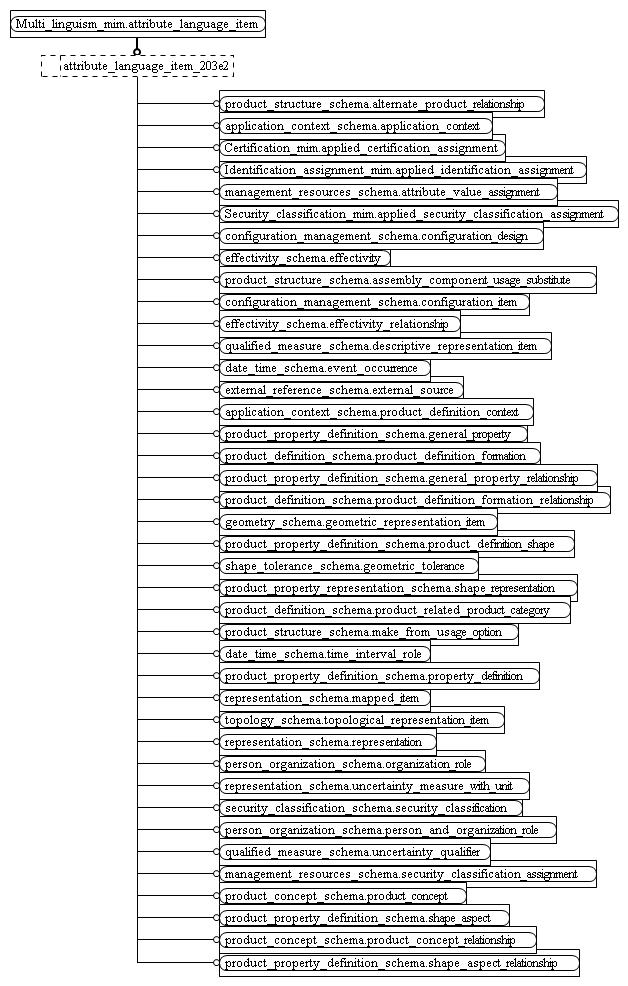 Multi_linguism_mim.attribute_language_item
attribute_language_item_203e2
product_structure_schema.alternate_product_relationship
application_context_schema.application_context
Certification_mim.applied_certification_assignment
Identification_assignment_mim.applied_identification_assignment
management_resources_schema.attribute_value_assignment
Security_classification_mim.applied_security_classification_assignment
configuration_management_schema.configuration_design
effectivity_schema.effectivity
product_structure_schema.assembly_component_usage_substitute
configuration_management_schema.configuration_item
effectivity_schema.effectivity_relationship
qualified_measure_schema.descriptive_representation_item
date_time_schema.event_occurrence
external_reference_schema.external_source
application_context_schema.product_definition_context
product_property_definition_schema.general_property
product_definition_schema.product_definition_formation
product_property_definition_schema.general_property_relationship
product_definition_schema.product_definition_formation_relationship
geometry_schema.geometric_representation_item
product_property_definition_schema.product_definition_shape
shape_tolerance_schema.geometric_tolerance
product_property_representation_schema.shape_representation
product_definition_schema.product_related_product_category
product_structure_schema.make_from_usage_option
date_time_schema.time_interval_role
product_property_definition_schema.property_definition
representation_schema.mapped_item
topology_schema.topological_representation_item
representation_schema.representation
person_organization_schema.organization_role
representation_schema.uncertainty_measure_with_unit
security_classification_schema.security_classification
person_organization_schema.person_and_organization_role
qualified_measure_schema.uncertainty_qualifier
management_resources_schema.security_classification_assignment
product_concept_schema.product_concept
product_property_definition_schema.shape_aspect
product_concept_schema.product_concept_relationship
product_property_definition_schema.shape_aspect_relationship